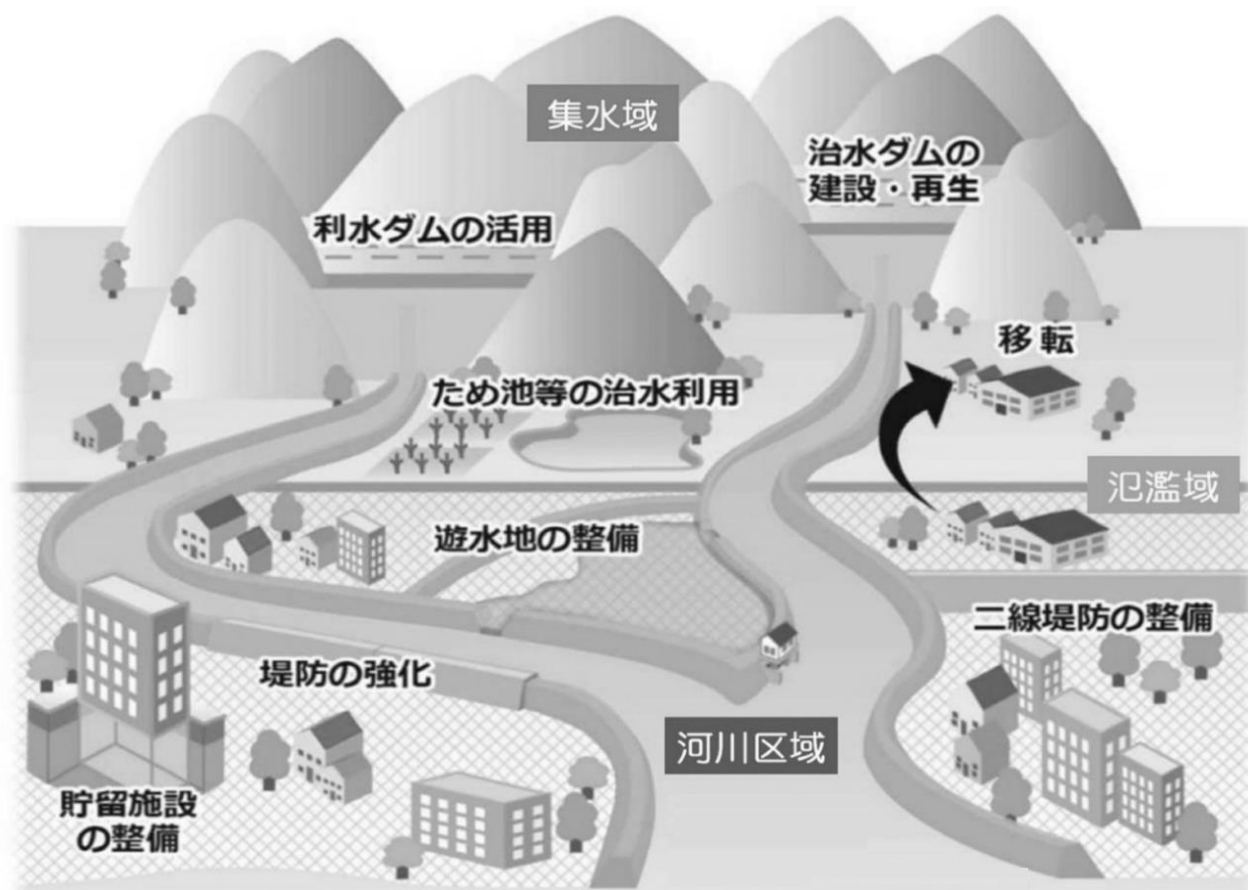 集水域
治水ダムの
建設・再生
利水ダムの活用
移転
ため池等の治水利用
氾濫域
遊水地の整備
二線堤防の整備
堤防の強化
河川区域
貯留施設
の整備